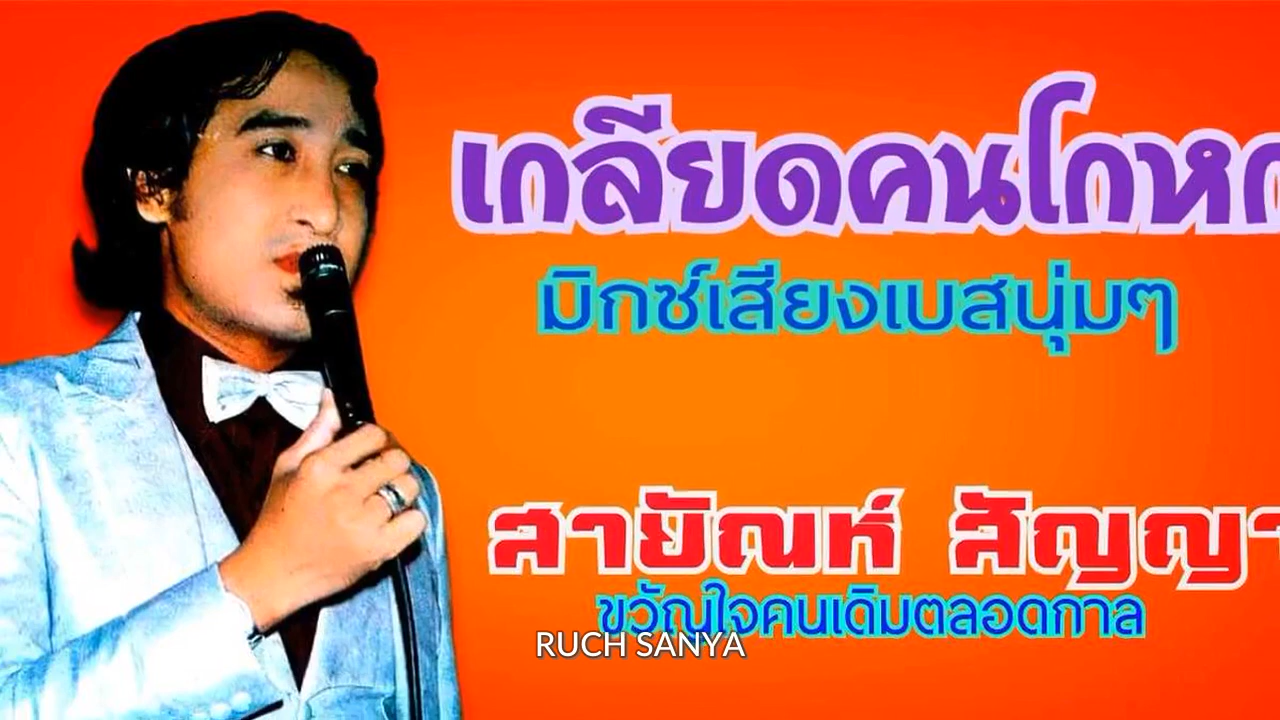 เกลียดคนโกหก
มิกซ์เสียงเบสนุ่มๆ
สายัณห์ สัญญา
ขวัญใจคนเดิมตลอดกาล
RUCH SANYA